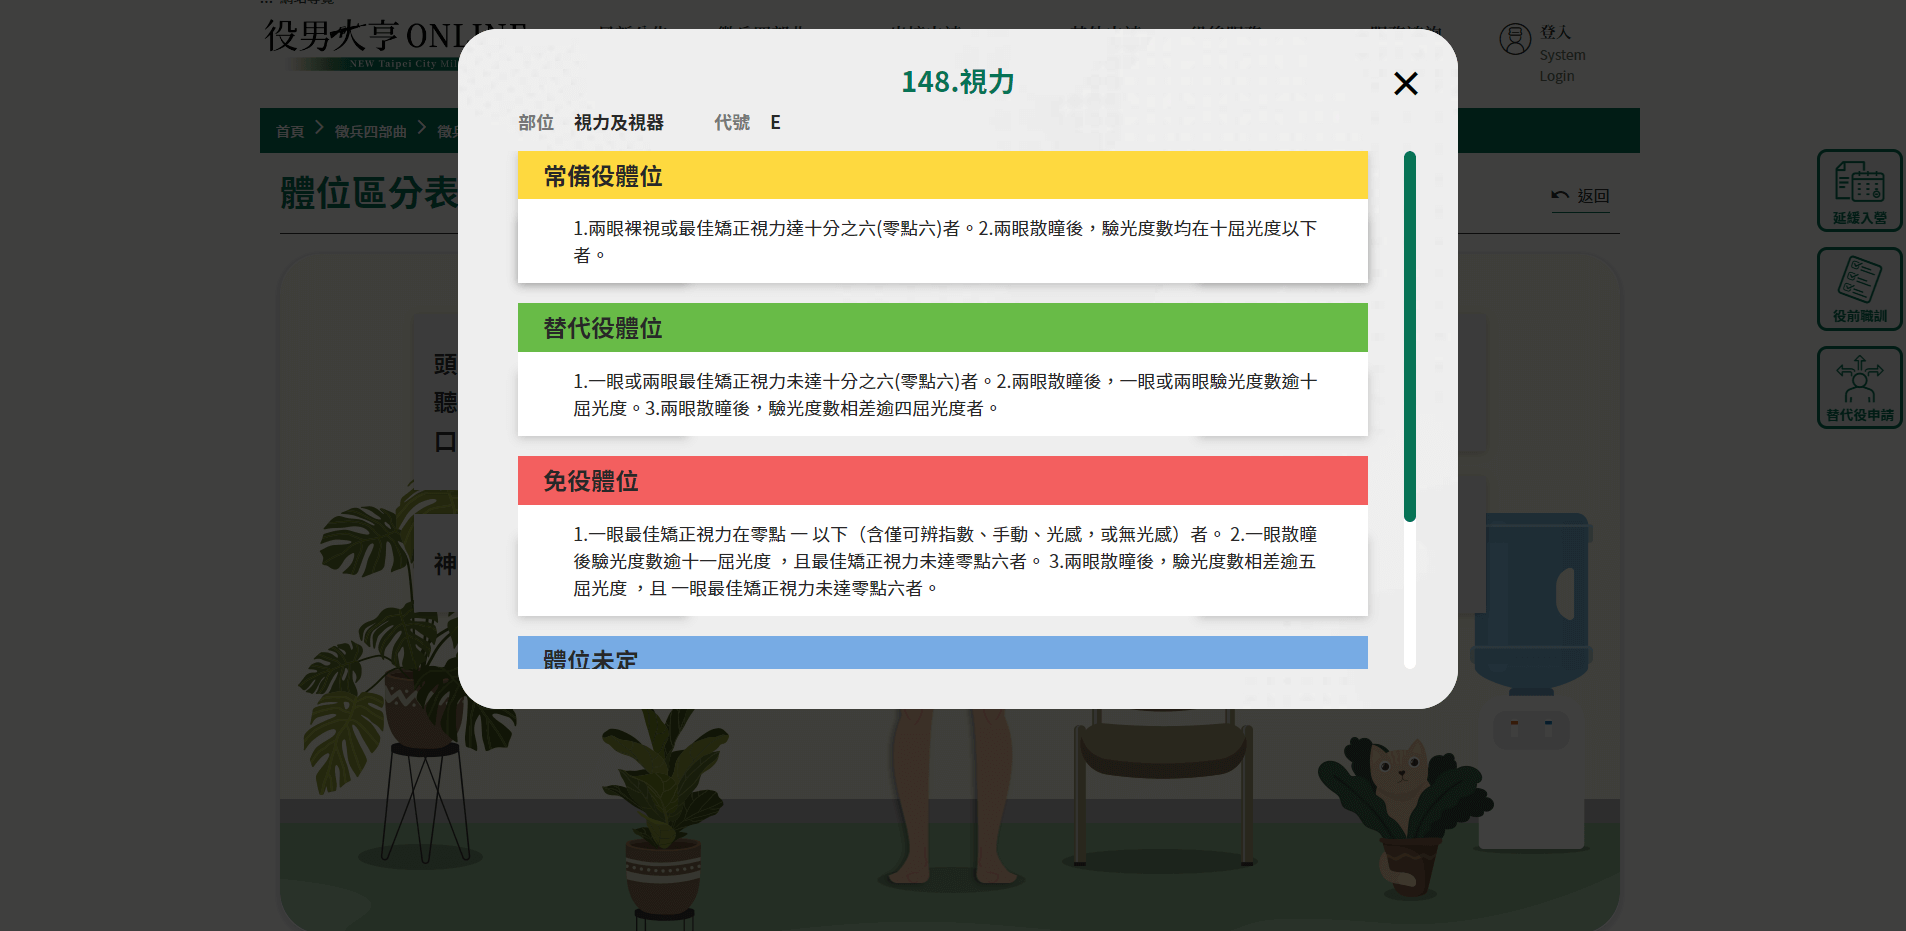 役男大亨 ONLINE
NEW Taipei City
登入
System
Login
首頁 > 徵兵四部曲 >
體位區分表
返回
延緩入營
役前職訓
替代役申請
頭
聽
口
神
148.視力
部位 視力及視器 代號 E
常備役體位
1.兩眼裸視或最佳矯正視力達十分之六(零點六)者。2.兩眼散瞳後，驗光度數均在十屈光度以下
者。
替代役體位
1.一眼或兩眼最佳矯正視力未達十分之六(零點六)者。2.兩眼散瞳後，一眼或兩眼驗光度數逾十
屈光度。3.兩眼散瞳後，驗光度數相差逾四屈光度者。
免役體位
1.一眼最佳矯正視力在零點 一 以下（含僅可辨指數、手動、光感，或無光感）者。 2.一眼散瞳
後驗光度數逾十一屈光度 ，且最佳矯正視力未達零點六者。 3.兩眼散瞳後，驗光度數相差逾五
屈光度 ，且 一眼最佳矯正視力未達零點六者。
體位未定